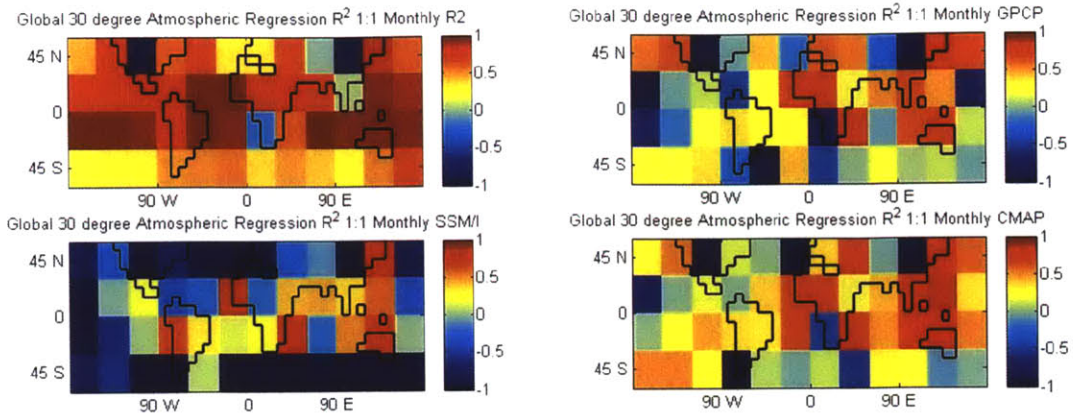 Global 30 degree Atmospheric Regression R² 1:1 Monthly R2
45 N
0
45 S
90 W 0 90 E
1
0.5
0
-0.5
-1
Global 30 degree Atmospheric Regression R² 1:1 Monthly GPCP
45 N
0
45 S
90 W 0 90 E
1
0.5
0
-0.5
-1
Global 30 degree Atmospheric Regression R² 1:1 Monthly SSM/I
45 N
0
45 S
90 W 0 90 E
1
0.5
0
-0.5
-1
Global 30 degree Atmospheric Regression R² 1:1 Monthly CMAP
45 N
0
45 S
90 W 0 90 E
1
0.5
0
-0.5
-1